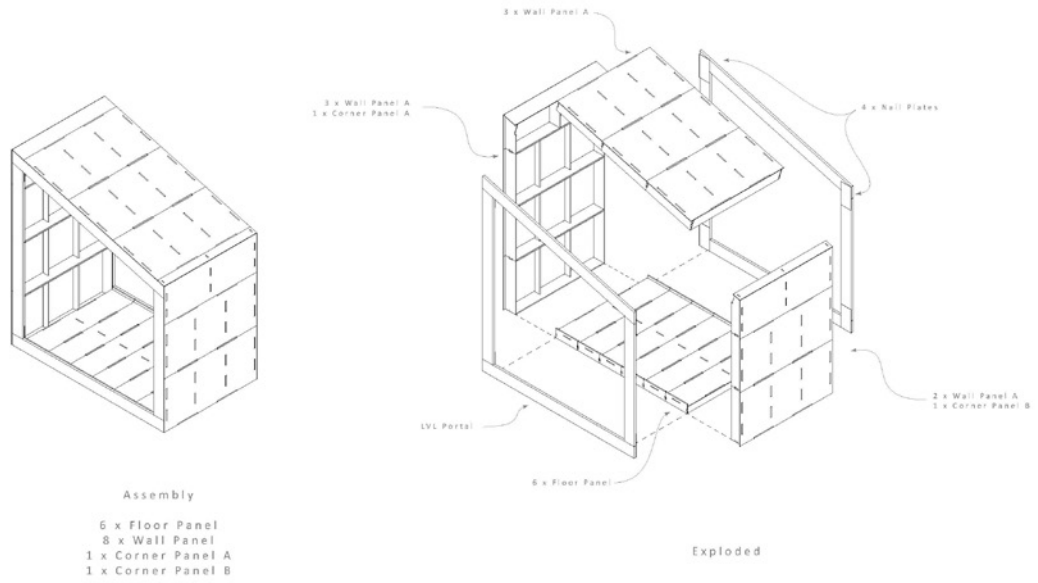 3 x Wall Panel A
3 x Wall Panel A
1 x Corner Panel A
4 x Nail Plates
2 x Wall Panel A
1 x Corner Panel B
LVL Portal
6 x Floor Panel
Assembly
6 x Floor Panel
8 x Wall Panel
1 x Corner Panel A
1 x Corner Panel B
Exploded